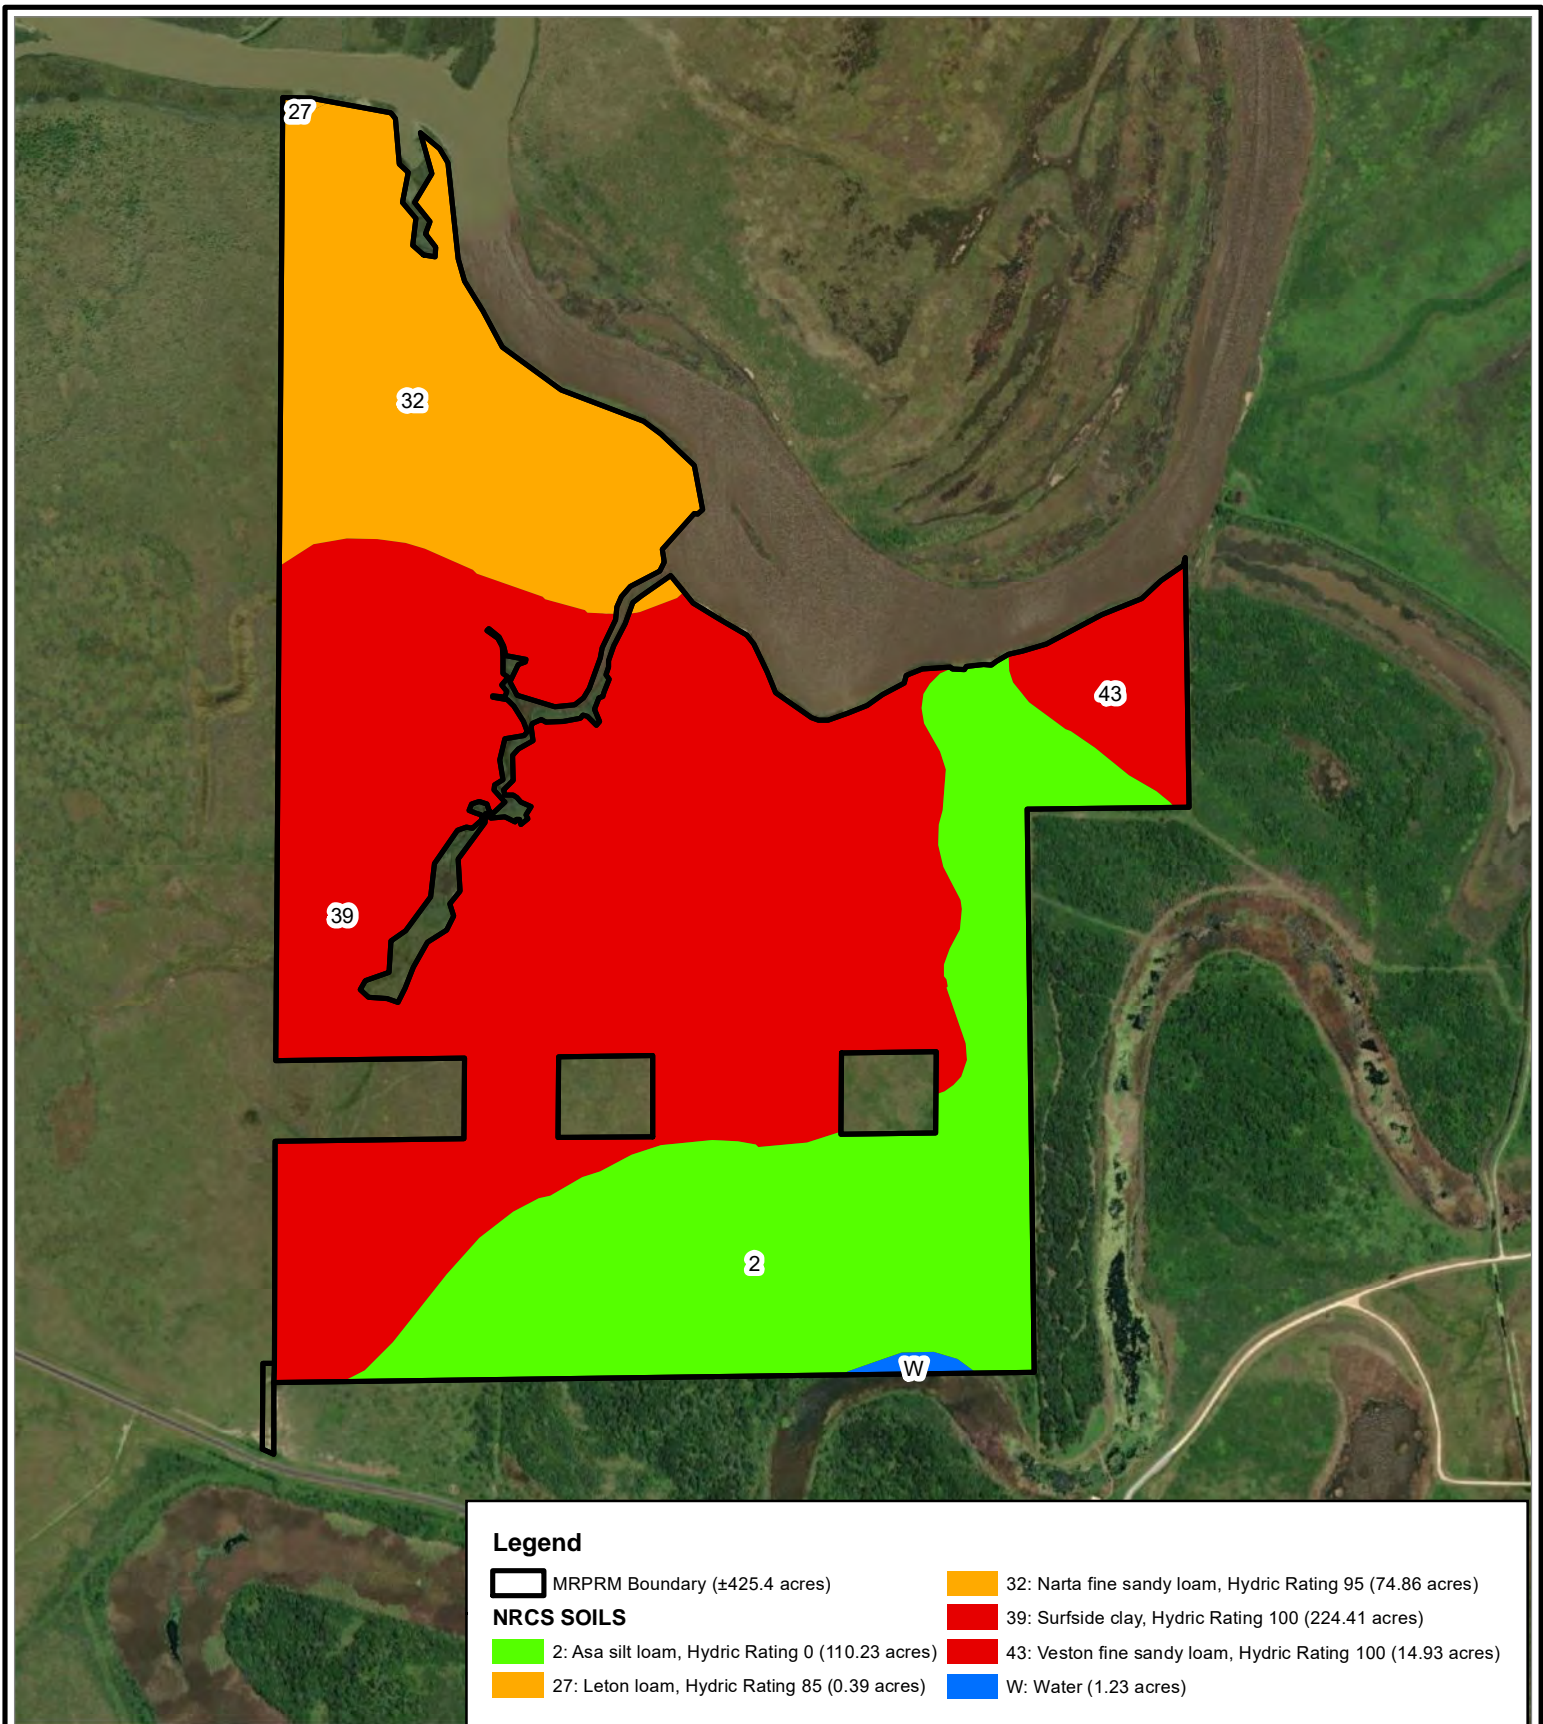 27
32
43
39
2
W
Legend
MRPRM Boundary (±425.4 acres)
NRCS SOILS
2: Asa silt loam, Hydric Rating 0 (110.23 acres)
27: Leton loam, Hydric Rating 85 (0.39 acres)
32: Narta fine sandy loam, Hydric Rating 95 (74.86 acres)
39: Surfside clay, Hydric Rating 100 (224.41 acres)
43: Veston fine sandy loam, Hydric Rating 100 (14.93 acres)
W: Water (1.23 acres)